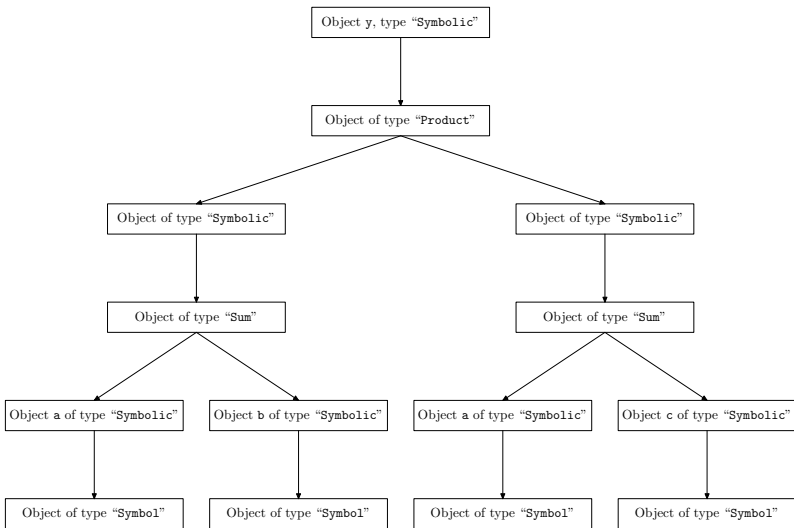 Object y, type “Symbolic”
Object of type “Product”
Object of type “Symbolic”
Object of type “Symbolic”
Object of type “Sum”
Object of type “Sum”
Object a of type “Symbolic”
Object b of type “Symbolic”
Object a of type “Symbolic”
Object c of type “Symbolic”
Object of type “Symbol”
Object of type “Symbol”
Object of type “Symbol”
Object of type “Symbol”